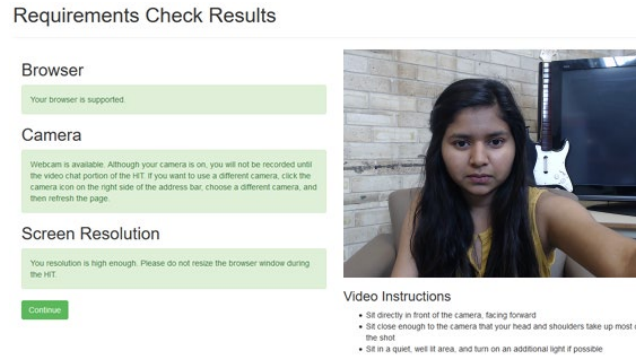 Requirements Check Results
Browser
Your browser is supported.
Camera
Webcam is available. Although your camera is on, you will not be recorded until
the video chat portion of the HIT. If you want to use a different camera, click the
camera icon on the right side of the address bar, choose a different camera, and
then refresh the page.
Screen Resolution
You resolution is high enough. Please do not resize the browser window during
the HIT.
Continue
Video Instructions
• Sit directly in front of the camera, facing forward
• Sit close enough to the camera that your head and shoulders take up most
the shot
• Sit in a quiet, well lit area, and turn on an additional light if possible